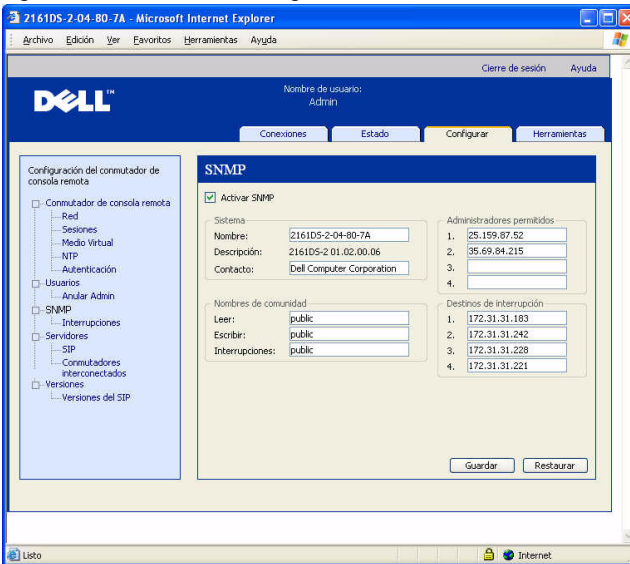 2161DS-2-04-80-7A - Microsoft Internet Explorer
Archivo Edición Ver Favoritos Herramientas Ayuda
Cierre de sesión Ayuda
DELL™
Nombre de usuario:
Admin
Conexiones Estado Configurar Herramientas
Configuración del conmutador de
consola remota
Conmutador de consola remota
Red
Sesiones
Medio Virtual
NTP
Autenticación
Usuarios
Anular Admin
SNMP
Interrupciones
Servidores
SIP
Conmutadores
interconectados
Versiones
Versiones del SIP
SNMP
Activar SNMP
Sistema
Nombre: 2161DS-2-04-80-7A
Descripción: 2161DS-2 01.02.00.06
Contacto: Dell Computer Corporation
Administradores permitidos
1. 25.159.87.52
2. 35.69.84.215
3.
4.
Nombres de comunidad
Leer: public
Escribir: public
Interrupciones: public
Destinos de interrupción
1. 172.31.31.183
2. 172.31.31.242
3. 172.31.31.228
4. 172.31.31.221
Guardar Restaurar
Listo Internet